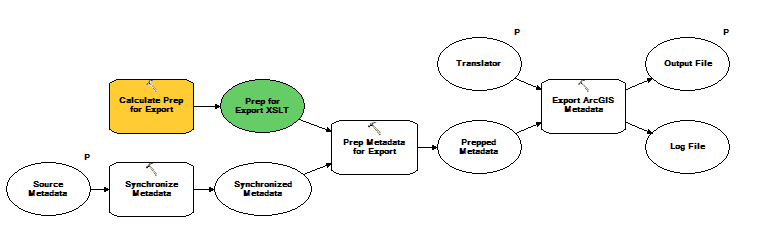 P
P
Translator
Output File
Calculate Prep
for Export
Prep for
Export XSLT
Export ArcGIS
Metadata
Prep Metadata
for Export
Prepped
Metadata
Log File
P
Source
Metadata
Synchronize
Metadata
Synchronized
Metadata